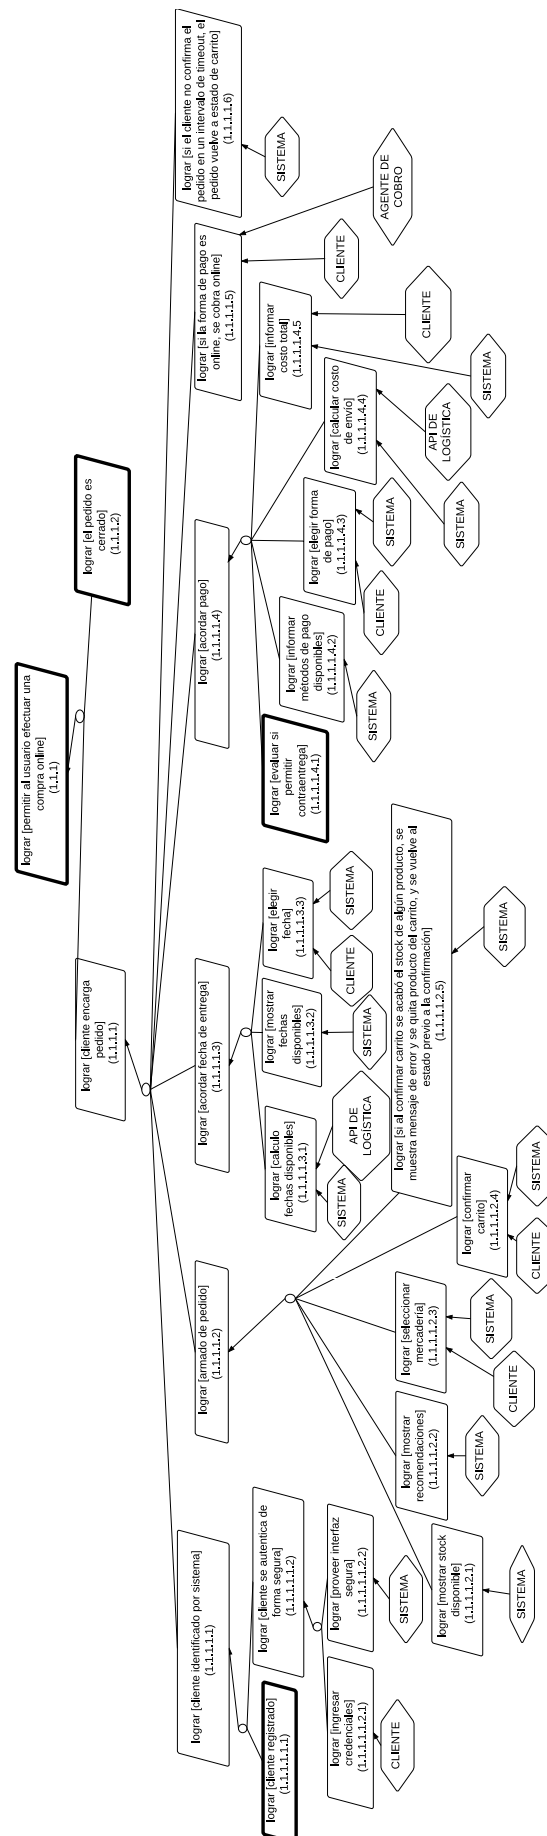 lograr [permitir al usuario efectuar una
compra online]
(1.1.1)
lograr [cliente encarga
pedido]
(1.1.1.1)
lograr [el pedido es
cerrado]
(1.1.1.2)
lograr [cliente identificado por sistema]
(1.1.1.1.1)
lograr [armado de pedido]
(1.1.1.1.2)
lograr [acordar fecha de entrega]
(1.1.1.1.3)
lograr [acordar pago]
(1.1.1.1.4)
lograr [si la forma de pago es
online, se cobra online]
(1.1.1.1.5)
lograr [si el cliente no confirma el
pedido en un intervalo de timeout, el
pedido vuelve a estado de carrito]
(1.1.1.1.6)
SISTEMA
CLIENTE
AGENTE DE
COBRO
lograr [cliente registrado]
(1.1.1.1.1.1)
lograr [cliente se autentica de
forma segura]
(1.1.1.1.1.2)
lograr [ingresar
credenciales]
(1.1.1.1.1.2.1)
CLIENTE
lograr [proveer interfaz
segura]
(1.1.1.1.1.2.2)
SISTEMA
lograr [mostrar stock
disponible]
(1.1.1.1.2.1)
SISTEMA
lograr [mostrar
recomendaciones]
(1.1.1.1.2.2)
SISTEMA
lograr [seleccionar
mercadería]
(1.1.1.1.2.3)
CLIENTE
SISTEMA
lograr [confirmar
carrito]
(1.1.1.1.2.4)
CLIENTE
SISTEMA
lograr [si al confirmar carrito se acabó el stock de algún producto, se
muestra mensaje de error y se quita producto del carrito, y se vuelve al
estado previo a la confirmación]
(1.1.1.1.2.5)
SISTEMA
lograr [calculo
fechas disponibles]
(1.1.1.1.3.1)
SISTEMA
API DE
LOGÍSTICA
lograr [mostrar
fechas
disponibles]
(1.1.1.1.3.2)
SISTEMA
lograr [elegir
fecha]
(1.1.1.1.3.3)
CLIENTE
SISTEMA
lograr [evaluar si
permitir
contraentrega]
(1.1.1.1.4.1)
lograr [informar
métodos de pago
disponibles]
(1.1.1.1.4.2)
SISTEMA
lograr [elegir forma
de pago]
(1.1.1.1.4.3)
CLIENTE
SISTEMA
lograr [calcular costo
de envío]
(1.1.1.1.4.4)
SISTEMA
API DE
LOGÍSTICA
lograr [informar
costo total]
(1.1.1.1.4.5
SISTEMA
CLIENTE